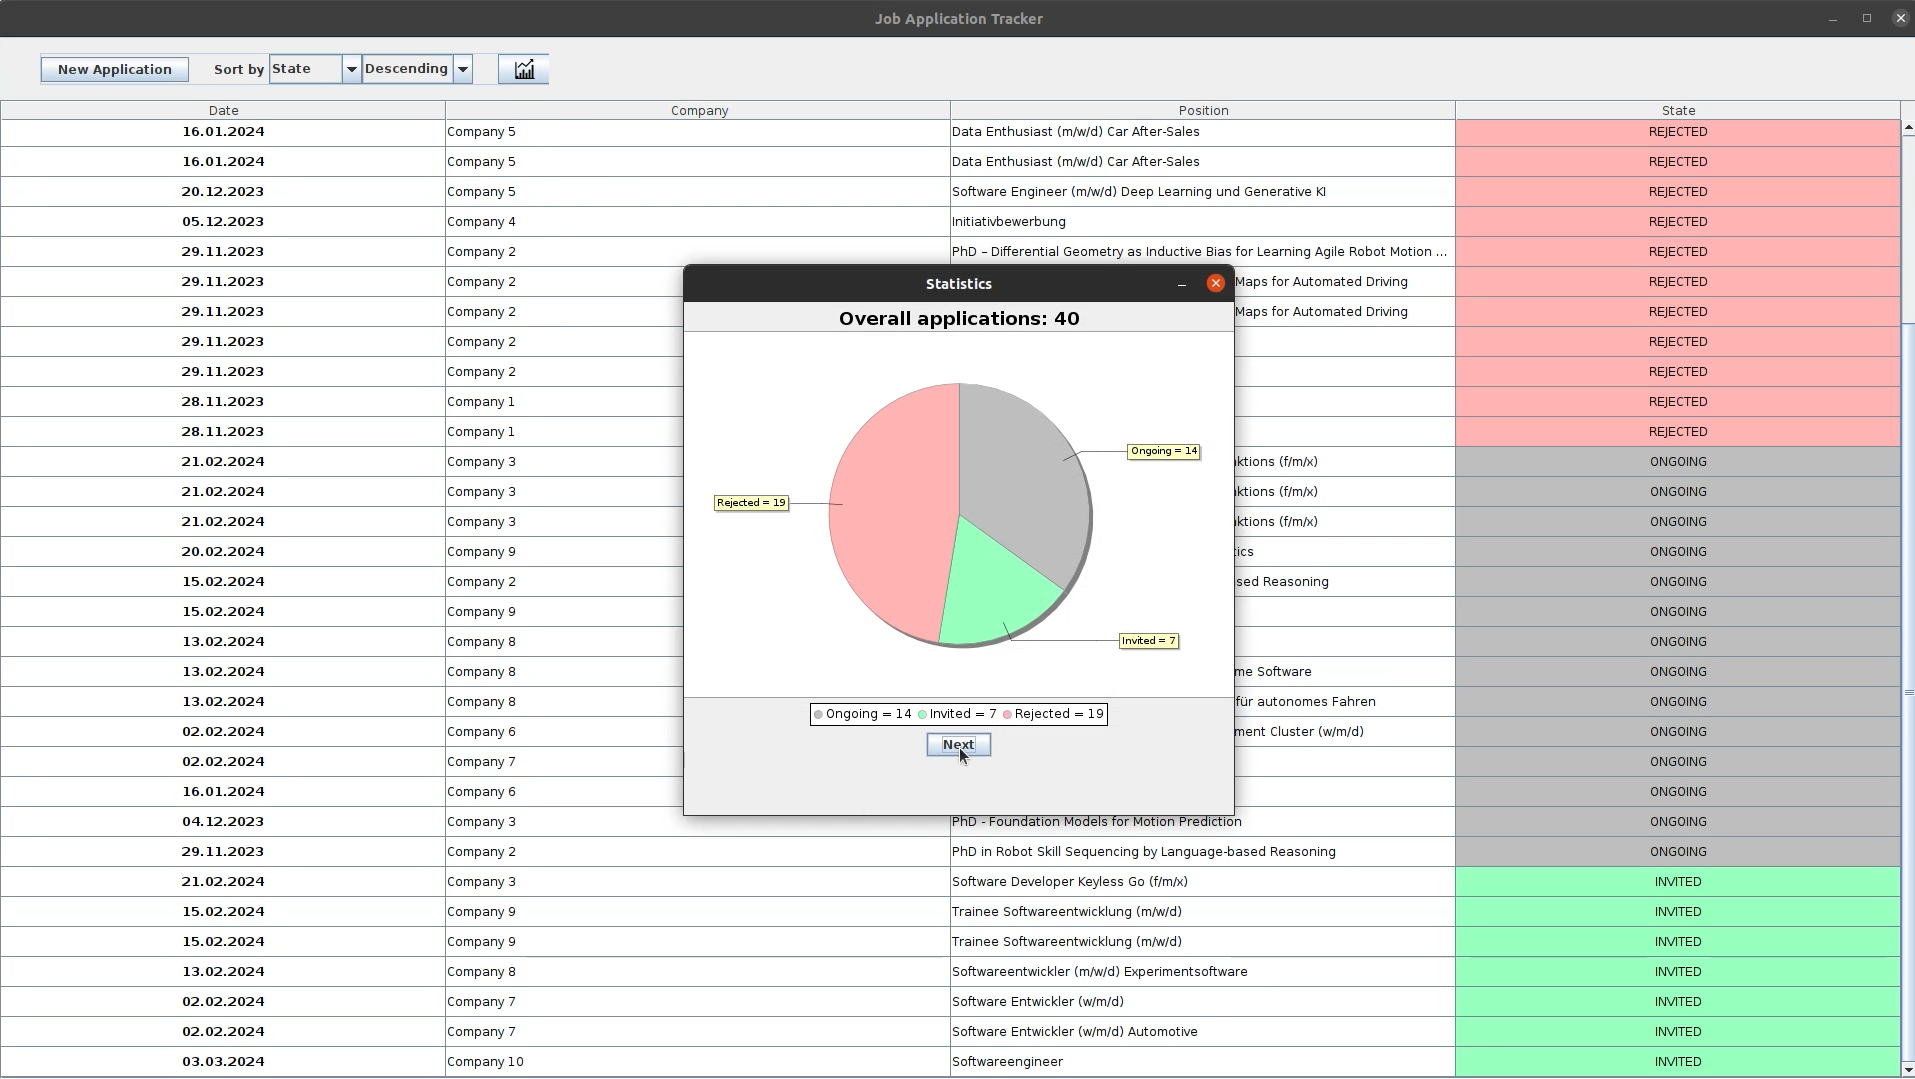 Job Application Tracker
New Application Sort by State Descending
Date Company Position State
16.01.2024 Company 5 Data Enthusiast (m/w/d) Car After-Sales REJECTED
16.01.2024 Company 5 Data Enthusiast (m/w/d) Car After-Sales REJECTED
20.12.2023 Company 5 Software Engineer (m/w/d) Deep Learning und Generative KI REJECTED
05.12.2023 Company 4 Initiativbewerbung REJECTED
29.11.2023 Company 2 PhD – Differential Geometry as Inductive Bias for Learning Agile Robot Motion ... REJECTED
29.11.2023 Company 2 Maps for Automated Driving REJECTED
29.11.2023 Company 2 Maps for Automated Driving REJECTED
29.11.2023 Company 2 REJECTED
29.11.2023 Company 2 REJECTED
28.11.2023 Company 1 REJECTED
28.11.2023 Company 1 REJECTED
21.02.2024 Company 3 aktions (f/m/x) ONGOING
21.02.2024 Company 3 aktions (f/m/x) ONGOING
21.02.2024 Company 3 aktions (f/m/x) ONGOING
20.02.2024 Company 9 tics ONGOING
15.02.2024 Company 2 sed Reasoning ONGOING
15.02.2024 Company 9 ONGOING
13.02.2024 Company 8 ONGOING
13.02.2024 Company 8 me Software ONGOING
13.02.2024 Company 8 für autonomes Fahren ONGOING
02.02.2024 Company 6 ment Cluster (w/m/d) ONGOING
02.02.2024 Company 7 ONGOING
16.01.2024 Company 6 ONGOING
04.12.2023 Company 3 PhD - Foundation Models for Motion Prediction ONGOING
29.11.2023 Company 2 PhD in Robot Skill Sequencing by Language-based Reasoning ONGOING
21.02.2024 Company 3 Software Developer Keyless Go (f/m/x) INVITED
15.02.2024 Company 9 Trainee Softwareentwicklung (m/w/d) INVITED
15.02.2024 Company 9 Trainee Softwareentwicklung (m/w/d) INVITED
13.02.2024 Company 8 Softwareentwickler (m/w/d) Experimentsoftware INVITED
02.02.2024 Company 7 Software Entwickler (w/m/d) INVITED
02.02.2024 Company 7 Software Entwickler (w/m/d) Automotive INVITED
03.03.2024 Company 10 Softwareengineer INVITED
Statistics
Overall applications: 40
Ongoing = 14
Rejected = 19
Invited = 7
Ongoing = 14 Invited = 7 Rejected = 19
Next